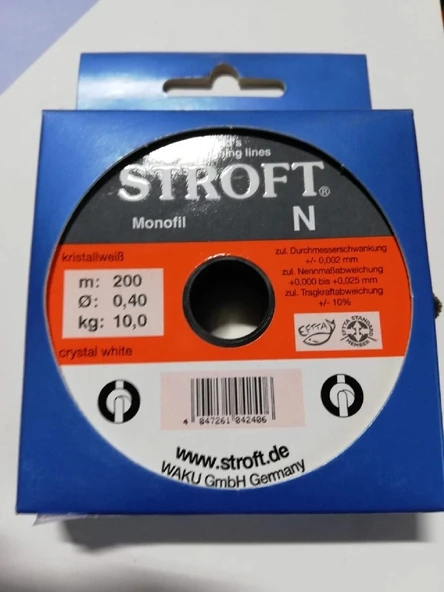 lines
STROFT®
Monofil
N
kristallweiß
m: 200
Ø: 0,40
kg: 10,0
crystal white
zul. Durchmesserschwankung
+/- 0,002 mm
zul. Nennmaßabweichung
+0,000 bis +0,025 mm
zul. Tragkraftabweichung
+/- 10%
EFTTA
4 047261 042406
www.stroft.de
WAKU GmbH Germany